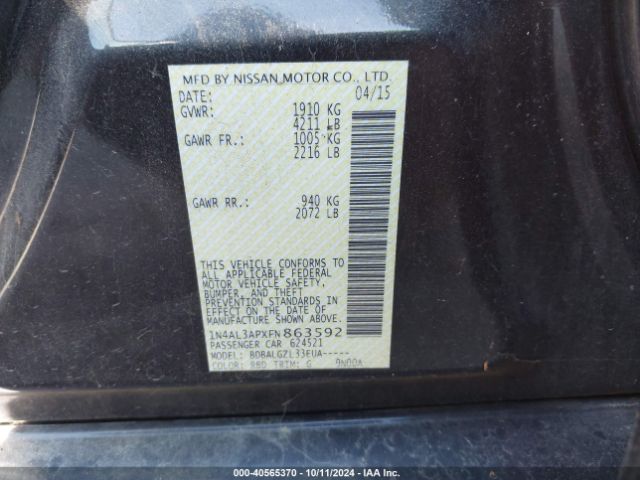 MFD BY NISSAN MOTOR CO., LTD.
DATE: 04/15
GVWR: 1910 KG
4211 LB
GAWR FR.: 1005 KG
2216 LB
GAWR RR.: 940 KG
2072 LB
THIS VEHICLE CONFORMS TO
ALL APPLICABLE FEDERAL
MOTOR VEHICLE SAFETY,
BUMPER, AND THEFT
PREVENTION STANDARDS IN
EFFECT ON THE DATE OF
MANUFACTURE SHOWN ABOVE.
1N4AL3APXFN863592
PASSENGER CAR 624521
MODEL: BDBALGZL33EUA-----
COLOR: TRIM: G
000-40565370 - 10/11/2024 - IAA Inc.